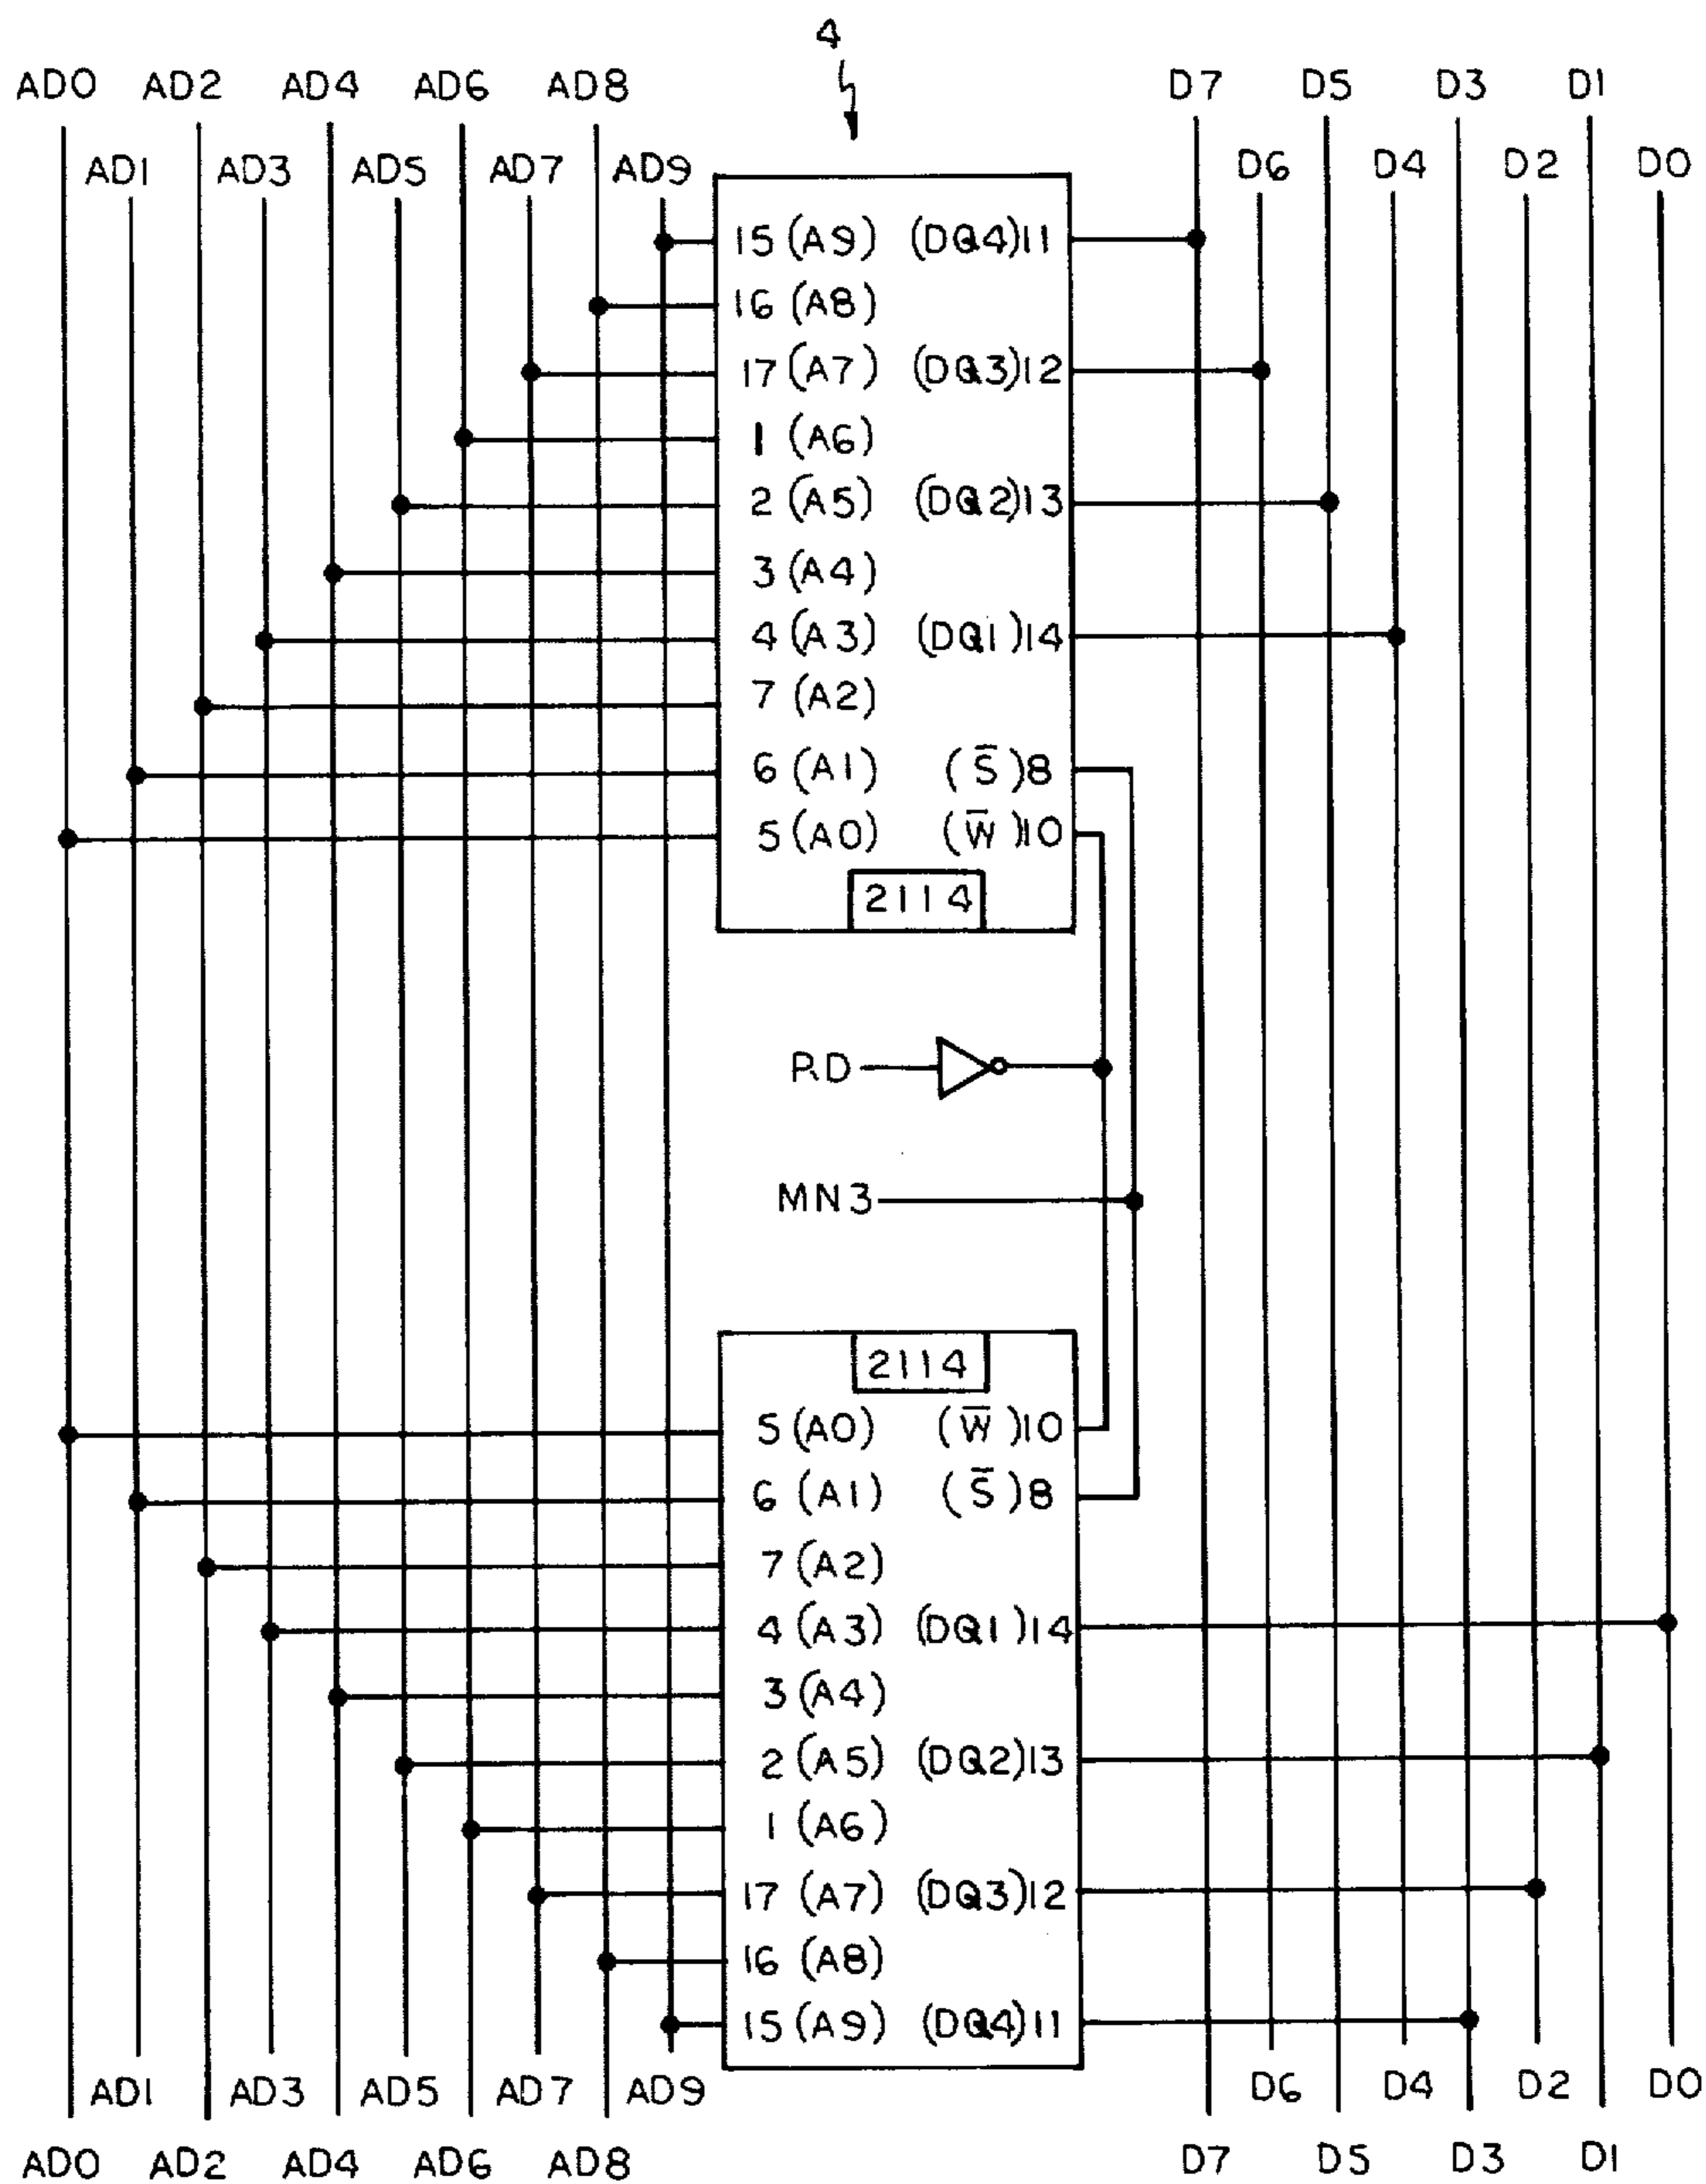 4
AD0 AD2 AD4 AD6 AD8 D7 D5 D3 D1
AD1 AD3 AD5 AD7 AD9 D6 D4 D2 D0
15 (A9) (DQ4)11
16 (A8)
17 (A7) (DQ3)12
1 (A6)
2 (A5) (DQ2)13
3 (A4)
4 (A3) (DQ1)14
7 (A2)
6 (A1) (S̅)8
5 (A0) (W̅)10
2114
RD
MN3
2114
5 (A0) (W̅)10
6 (A1) (S̅)8
7 (A2)
4 (A3) (DQ1)14
3 (A4)
2 (A5) (DQ2)13
1 (A6)
17 (A7) (DQ3)12
16 (A8)
15 (A9) (DQ4)11
AD1 AD3 AD5 AD7 AD9 D6 D4 D2 D0
AD0 AD2 AD4 AD6 AD8 D7 D5 D3 D1